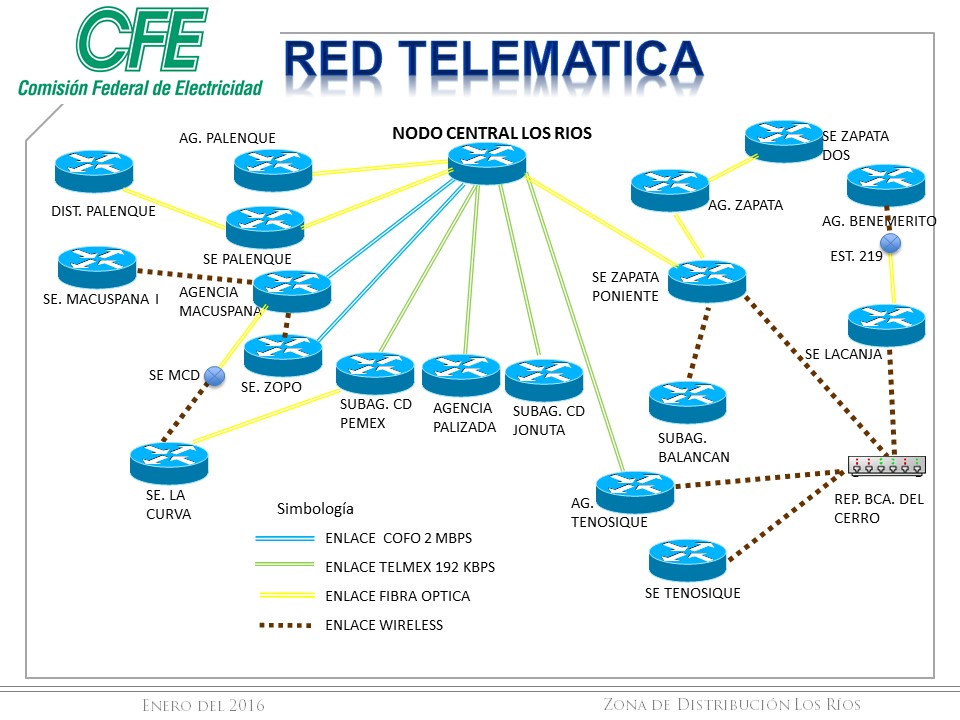 CFE
Comisión Federal de Electricidad
RED TELEMATICA
NODO CENTRAL LOS RIOS
AG. PALENQUE
SE ZAPATA
DOS
DIST. PALENQUE
AG. ZAPATA
AG. BENEMERITO
SE PALENQUE
EST. 219
SE. MACUSPANA I
AGENCIA
MACUSPANA
SE ZAPATA
PONIENTE
SE LACANJA
SE MCD
SE. ZOPO
SUBAG. CD
PEMEX
AGENCIA
PALIZADA
SUBAG. CD
JONUTA
SUBAG.
BALANCAN
SE. LA
CURVA
AG.
TENOSIQUE
REP. BCA. DEL
CERRO
SE TENOSIQUE
Simbología
ENLACE  COFO 2 MBPS
ENLACE TELMEX 192 KBPS
ENLACE FIBRA OPTICA
ENLACE WIRELESS
ENERO DEL 2016
ZONA DE DISTRIBUCIÓN LOS RÍOS